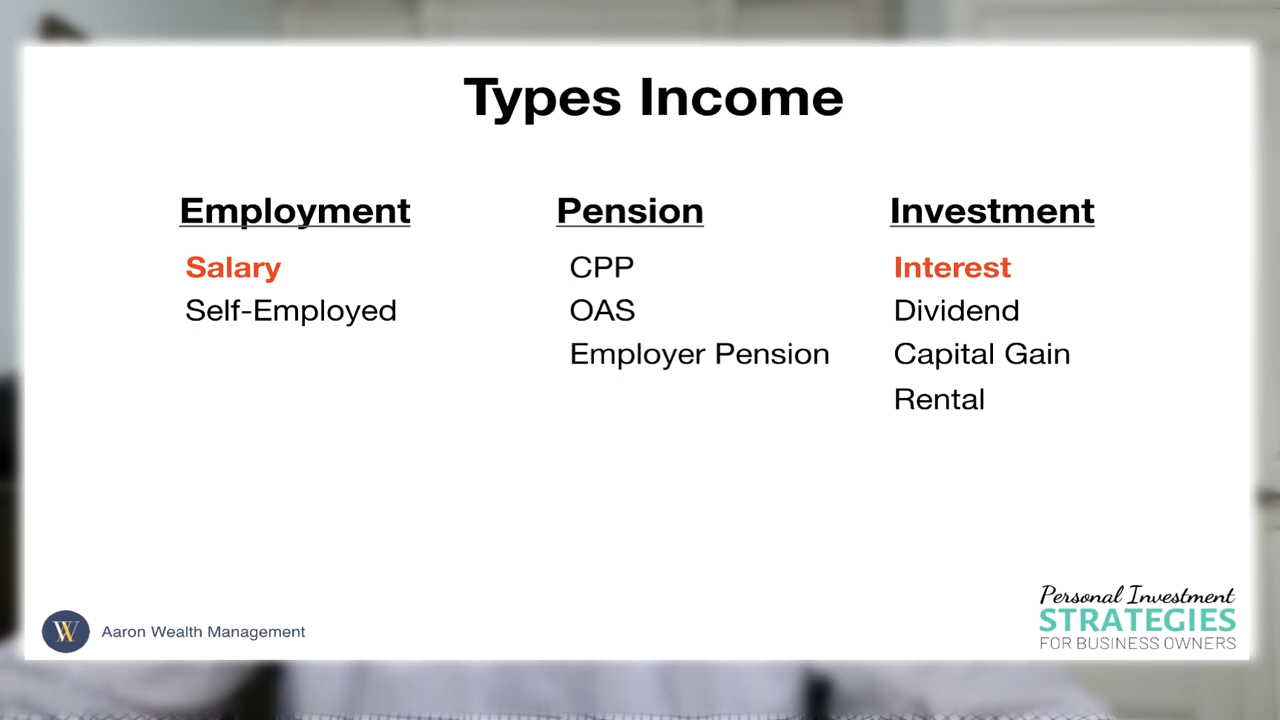 Types Income
Employment
Salary
Self-Employed
Pension
CPP
OAS
Employer Pension
Investment
Interest
Dividend
Capital Gain
Rental
Aaron Wealth Management
Personal Investment
STRATEGIES
FOR BUSINESS OWNERS